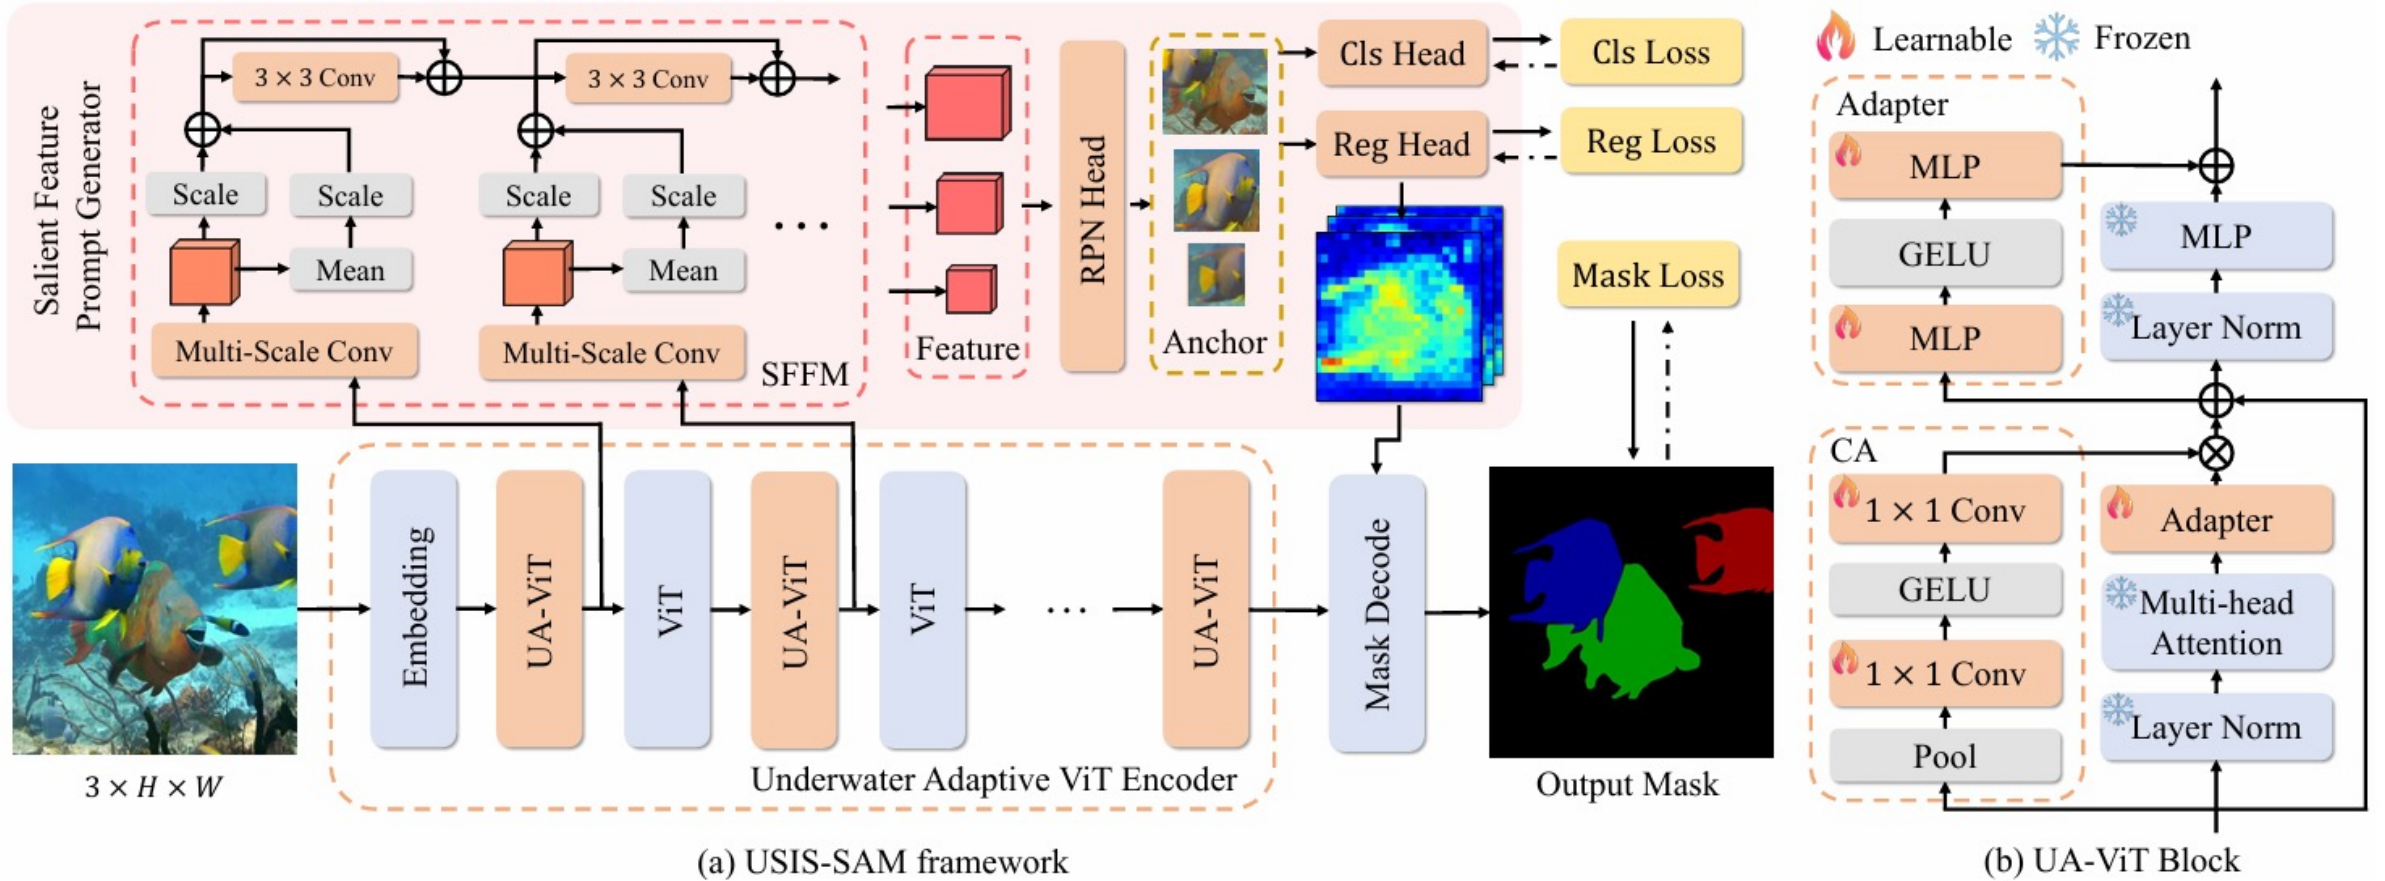 Salient Feature
Prompt Generator
3 × 3 Conv
3 × 3 Conv
Scale
Scale
Scale
Scale
Mean
Mean
...
Multi-Scale Conv
Multi-Scale Conv
SFFM
Feature
RPN Head
Anchor
Cls Head
Reg Head
Cls Loss
Reg Loss
Mask Loss
3 × H × W
Embedding
UA-ViT
ViT
UA-ViT
ViT
...
UA-ViT
Underwater Adaptive ViT Encoder
Mask Decode
Output Mask
(a) USIS-SAM framework
Learnable
Frozen
Adapter
MLP
GELU
MLP
MLP
Layer Norm
CA
1 × 1 Conv
GELU
1 × 1 Conv
Pool
Adapter
Multi-head
Attention
Layer Norm
(b) UA-ViT Block